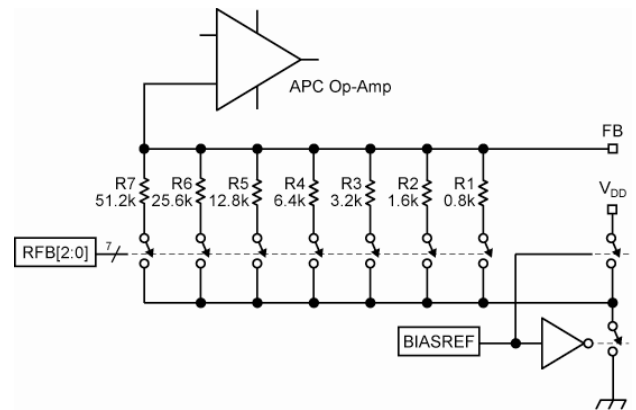 APC Op-Amp
FB
R7 R6 R5 R4 R3 R2 R1
51.2k 25.6k 12.8k 6.4k 3.2k 1.6k 0.8k
VDD
RFB[2:0] 7
BIASREF